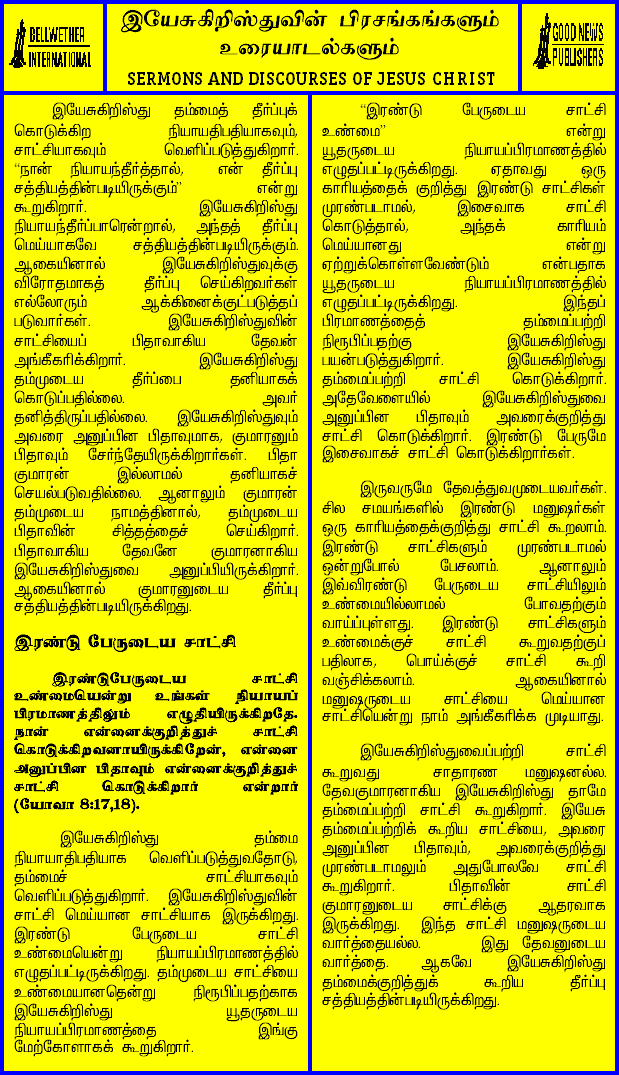 BELLWETHER
INTERNATIONAL
இயேசுகிறிஸ்துவின் பிரசங்கங்களும்
உரையாடல்களும்
SERMONS AND DISCOURSES OF JESUS CHRIST
GOOD NEWS
PUBLISHERS
இயேசுகிறிஸ்து தம்மைத் தீர்ப்புக்
கொடுக்கிற நியாயதிபதியாகவும்,
சாட்சியாகவும் வெளிப்படுத்துகிறார்.
“நான் நியாயந்தீர்த்தால், என் தீர்ப்பு
சத்தியத்தின்படியிருக்கும்” என்று
கூறுகிறார். இயேசுகிறிஸ்து
நியாயந்தீர்ப்பாரென்றால், அந்தத் தீர்ப்பு
மெய்யாகவே சத்தியத்தின்படியிருக்கும்.
ஆகையினால் இயேசுகிறிஸ்துவுக்கு
விரோதமாகத் தீர்ப்பு செய்கிறவர்கள்
எல்லோரும் ஆக்கினைக்குட்படுத்தப்
படுவார்கள். இயேசுகிறிஸ்துவின்
சாட்சியைப் பிதாவாகிய தேவன்
அங்கீகரிக்கிறார். இயேசுகிறிஸ்து
தம்முடைய தீர்ப்பை தனியாகக்
கொடுப்பதில்லை. அவர்
தனித்திருப்பதில்லை. இயேசுகிறிஸ்துவும்
அவரை அனுப்பின பிதாவுமாக, குமாரனும்
பிதாவும் சேர்ந்தேயிருக்கிறார்கள். பிதா
குமாரன் இல்லாமல் தனியாகச்
செயல்படுவதில்லை. ஆனாலும் குமாரன்
தம்முடைய நாமத்தினால், தம்முடைய
பிதாவின் சித்தத்தைச் செய்கிறார்.
பிதாவாகிய தேவனே குமாரனாகிய
இயேசுகிறிஸ்துவை அனுப்பியிருக்கிறார்.
ஆகையினால் குமாரனுடைய தீர்ப்பு
சத்தியத்தின்படியிருக்கிறது.
இரண்டு பேருடைய சாட்சி
இரண்டுபேருடைய சாட்சி
உண்மையென்று உங்கள் நியாயப்
பிரமாணத்திலும் எழுதியிருக்கிறதே.
நான் என்னைக்குறித்துச் சாட்சி
கொடுக்கிறவனாயிருக்கிறேன், என்னை
அனுப்பின பிதாவும் என்னைக்குறித்துச்
சாட்சி கொடுக்கிறார் என்றார்
(யோவா 8:17,18).
இயேசுகிறிஸ்து தம்மை
நியாயாதிபதியாக வெளிப்படுத்துவதோடு,
தம்மைச் சாட்சியாகவும்
வெளிப்படுத்துகிறார். இயேசுகிறிஸ்துவின்
சாட்சி மெய்யான சாட்சியாக இருக்கிறது.
இரண்டு பேருடைய சாட்சி
உண்மையென்று நியாயப்பிரமாணத்தில்
எழுதப்பட்டிருக்கிறது. தம்முடைய சாட்சியை
உண்மையானதென்று நிரூபிப்பதற்காக
இயேசுகிறிஸ்து யூதருடைய
நியாயப்பிரமாணத்தை இங்கு
மேற்கோளாகக் கூறுகிறார்.
“இரண்டு பேருடைய சாட்சி
உண்மை” என்று
யூதருடைய நியாயப்பிரமாணத்தில்
எழுதப்பட்டிருக்கிறது. ஏதாவது ஒரு
காரியத்தைக் குறித்து இரண்டு சாட்சிகள்
முரண்படாமல், இசைவாக சாட்சி
கொடுத்தால், அந்தக் காரியம்
மெய்யானது என்று
ஏற்றுக்கொள்ளவேண்டும் என்பதாக
யூதருடைய நியாயப்பிரமாணத்தில்
எழுதப்பட்டிருக்கிறது. இந்தப்
பிரமாணத்தைத் தம்மைப்பற்றி
நிரூபிப்பதற்கு இயேசுகிறிஸ்து
பயன்படுத்துகிறார். இயேசுகிறிஸ்து
தம்மைப்பற்றி சாட்சி கொடுக்கிறார்.
அதேவேளையில் இயேசுகிறிஸ்துவை
அனுப்பின பிதாவும் அவரைக்குறித்து
சாட்சி கொடுக்கிறார். இரண்டு பேருமே
இசைவாகச் சாட்சி கொடுக்கிறார்கள்.
இருவருமே தேவத்துவமுடையவர்கள்.
சில சமயங்களில் இரண்டு மனுஷர்கள்
ஒரு காரியத்தைக்குறித்து சாட்சி கூறலாம்.
இரண்டு சாட்சிகளும் முரண்படாமல்
ஒன்றுபோல் பேசலாம். ஆனாலும்
இவ்விரண்டு பேருடைய சாட்சியிலும்
உண்மையில்லாமல் போவதற்கும்
வாய்ப்புள்ளது. இரண்டு சாட்சிகளும்
உண்மைக்குச் சாட்சி கூறுவதற்குப்
பதிலாக, பொய்க்குச் சாட்சி கூறி
வஞ்சிக்கலாம். ஆகையினால்
மனுஷருடைய சாட்சியை மெய்யான
சாட்சியென்று நாம் அங்கீகரிக்க முடியாது.
இயேசுகிறிஸ்துவைப்பற்றி சாட்சி
கூறுவது சாதாரண மனுஷனல்ல.
தேவகுமாரனாகிய இயேசுகிறிஸ்து தாமே
தம்மைப்பற்றி சாட்சி கூறுகிறார். இயேசு
தம்மைப்பற்றிக் கூறிய சாட்சியை, அவரை
அனுப்பின பிதாவும், அவரைக்குறித்து
முரண்படாமலும் அதுபோலவே சாட்சி
கூறுகிறார். பிதாவின் சாட்சி
குமாரனுடைய சாட்சிக்கு ஆதரவாக
இருக்கிறது. இந்த சாட்சி மனுஷருடைய
வார்த்தையல்ல. இது தேவனுடைய
வார்த்தை. ஆகவே இயேசுகிறிஸ்து
தம்மைக்குறித்துக் கூறிய தீர்ப்பு
சத்தியத்தின்படியிருக்கிறது.